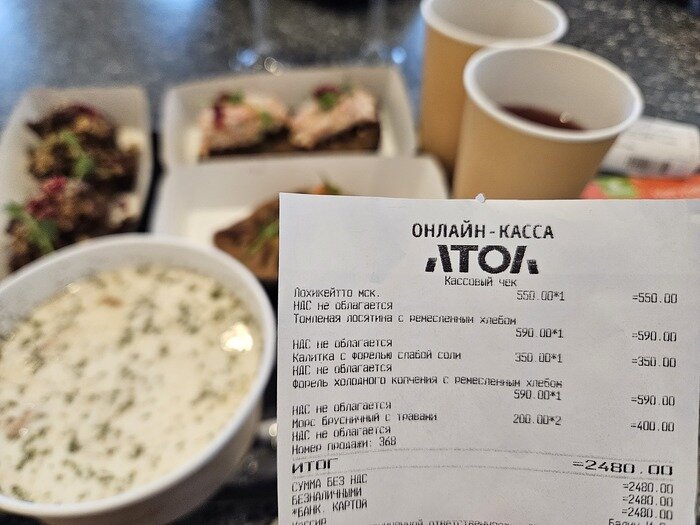 ОНЛАЙН-КАССА
АТОЛ
Кассовый чек
Лохикейтто мск.
550.00*1 =550.00
НДС не облагается
Томленая лосятина с ремесленным хлебом
590.00*1 =590.00
НДС не облагается
Калитка с форелью слабой соли
350.00*1 =350.00
НДС не облагается
Форель холодного копчения с ремесленным хлебом
590.00*1 =590.00
НДС не облагается
Морс брусничный с травами
200.00*2 =400.00
НДС не облагается
Номер продажи: 368
ИТОГ =2480.00
СУММА БЕЗ НДС =2480.00
БЕЗНАЛИЧНЫМИ =2480.00
*БАНК. КАРТОЙ =2480.00